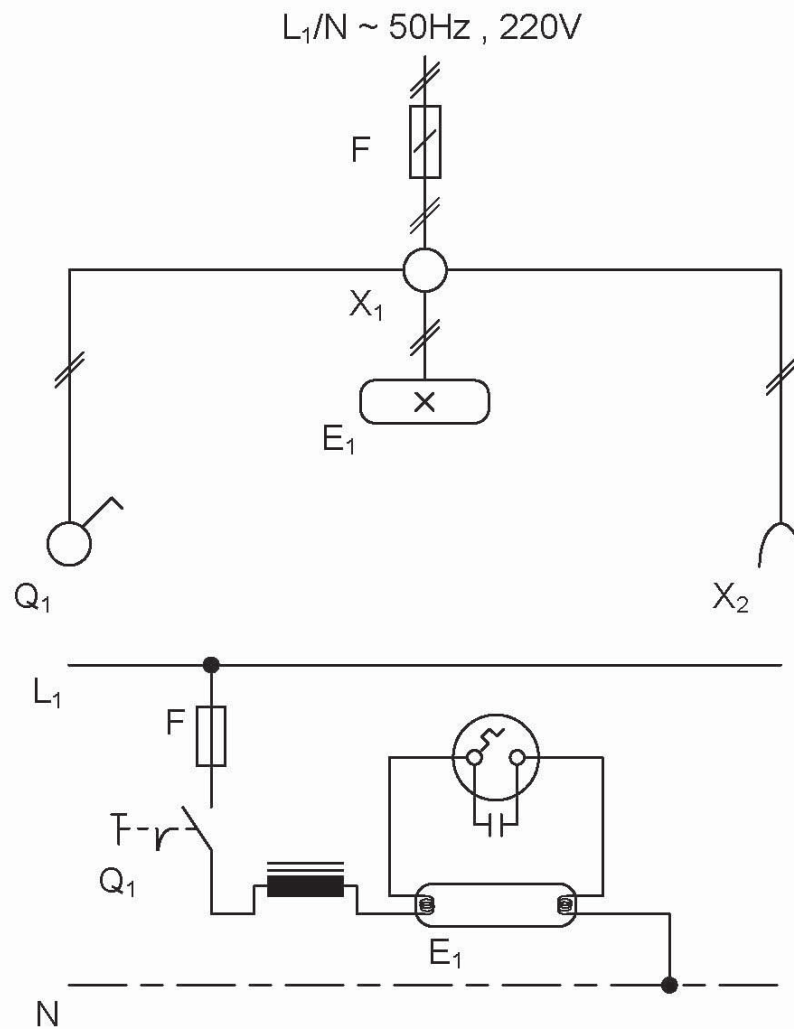 L₁/N ~ 50Hz , 220V
F
X₁
E₁
Q₁
X₂
L₁
F
Q₁
E₁
N